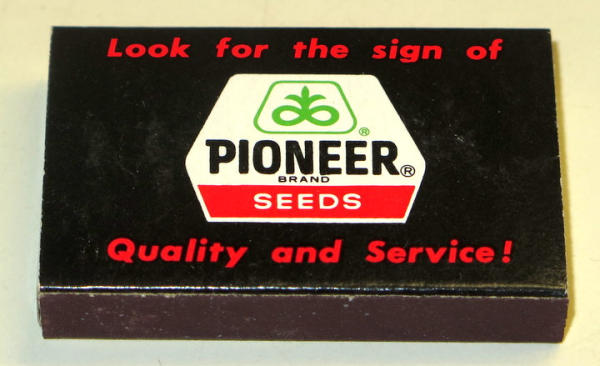 Look for the sign of
®
PIONEER®
BRAND
SEEDS
Quality and Service!